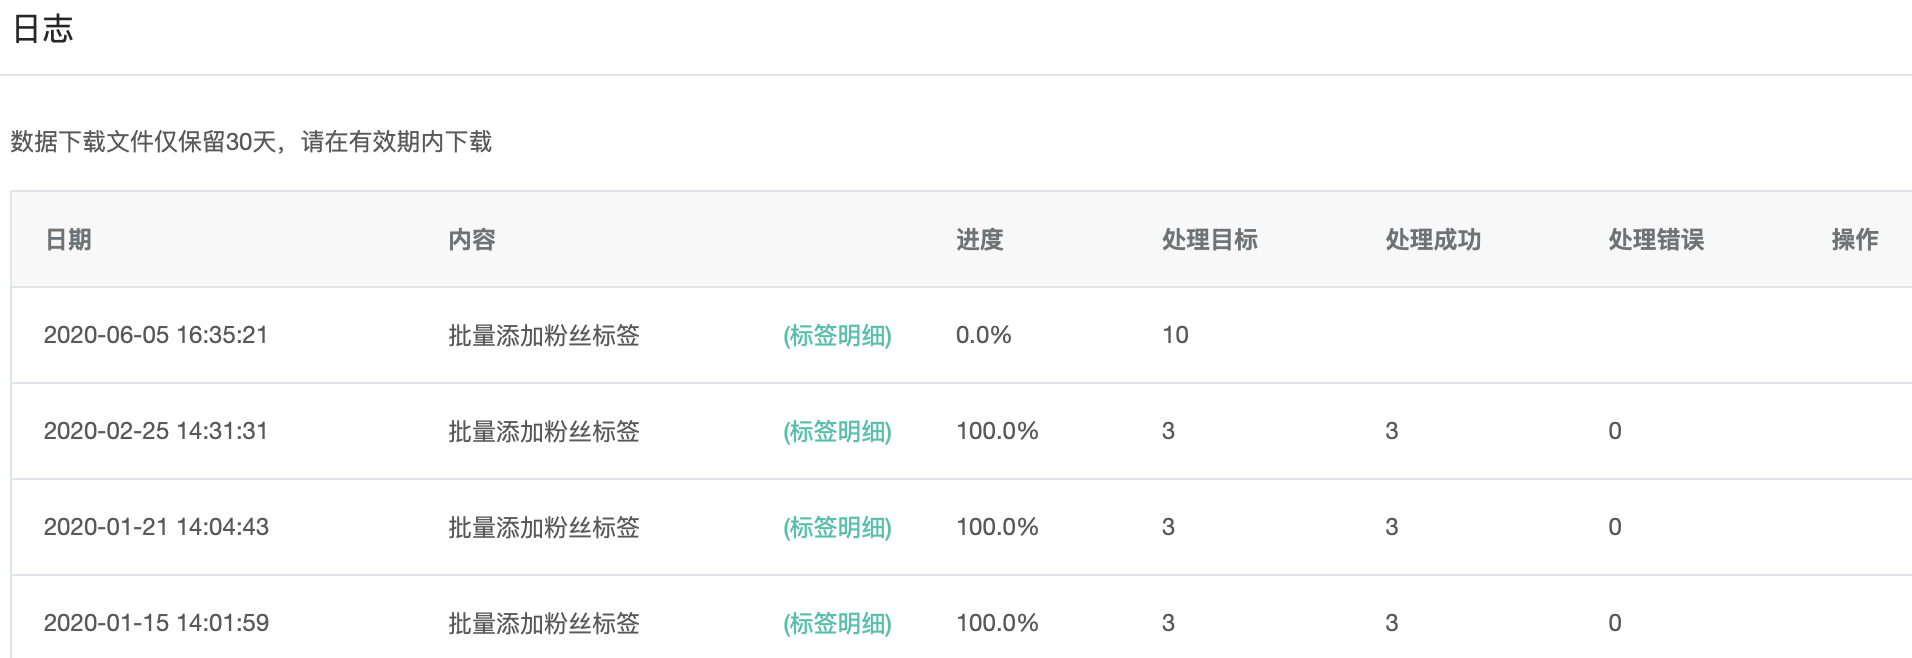 日志
数据下载文件仅保留30天，请在有效期内下载
日期 内容 进度 处理目标 处理成功 处理错误 操作
2020-06-05 16:35:21 批量添加粉丝标签 (标签明细) 0.0% 10
2020-02-25 14:31:31 批量添加粉丝标签 (标签明细) 100.0% 3 3 0
2020-01-21 14:04:43 批量添加粉丝标签 (标签明细) 100.0% 3 3 0
2020-01-15 14:01:59 批量添加粉丝标签 (标签明细) 100.0% 3 3 0